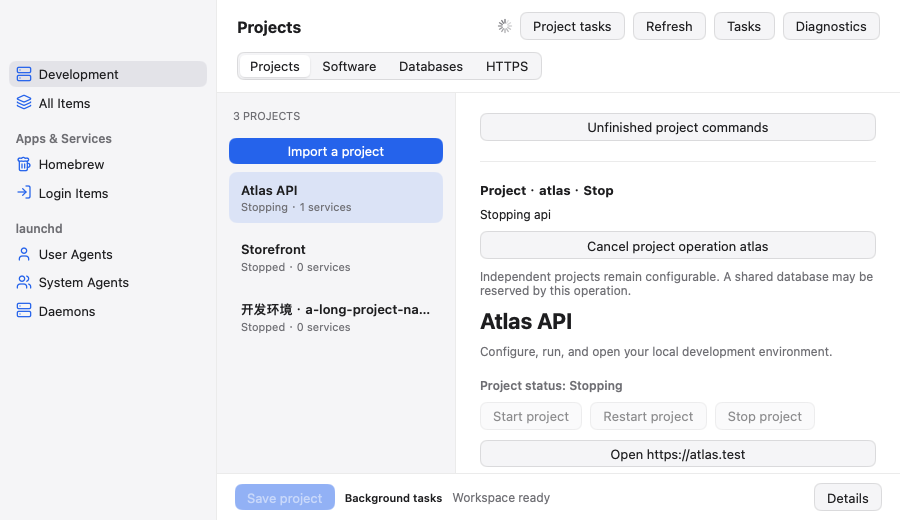 Projects
Project tasks
Refresh
Tasks
Diagnostics
Projects
Software
Databases
HTTPS
Development
All Items
Apps & Services
Homebrew
Login Items
launchd
User Agents
System Agents
Daemons
3 PROJECTS
Import a project
Atlas API
Stopping · 1 services
Storefront
Stopped · 0 services
开发环境 · a-long-project-na...
Stopped · 0 services
Unfinished project commands
Project · atlas · Stop
Stopping api
Cancel project operation atlas
Independent projects remain configurable. A shared database may be
reserved by this operation.
Atlas API
Configure, run, and open your local development environment.
Project status: Stopping
Start project
Restart project
Stop project
Open https://atlas.test
Save project
Background tasks
Workspace ready
Details